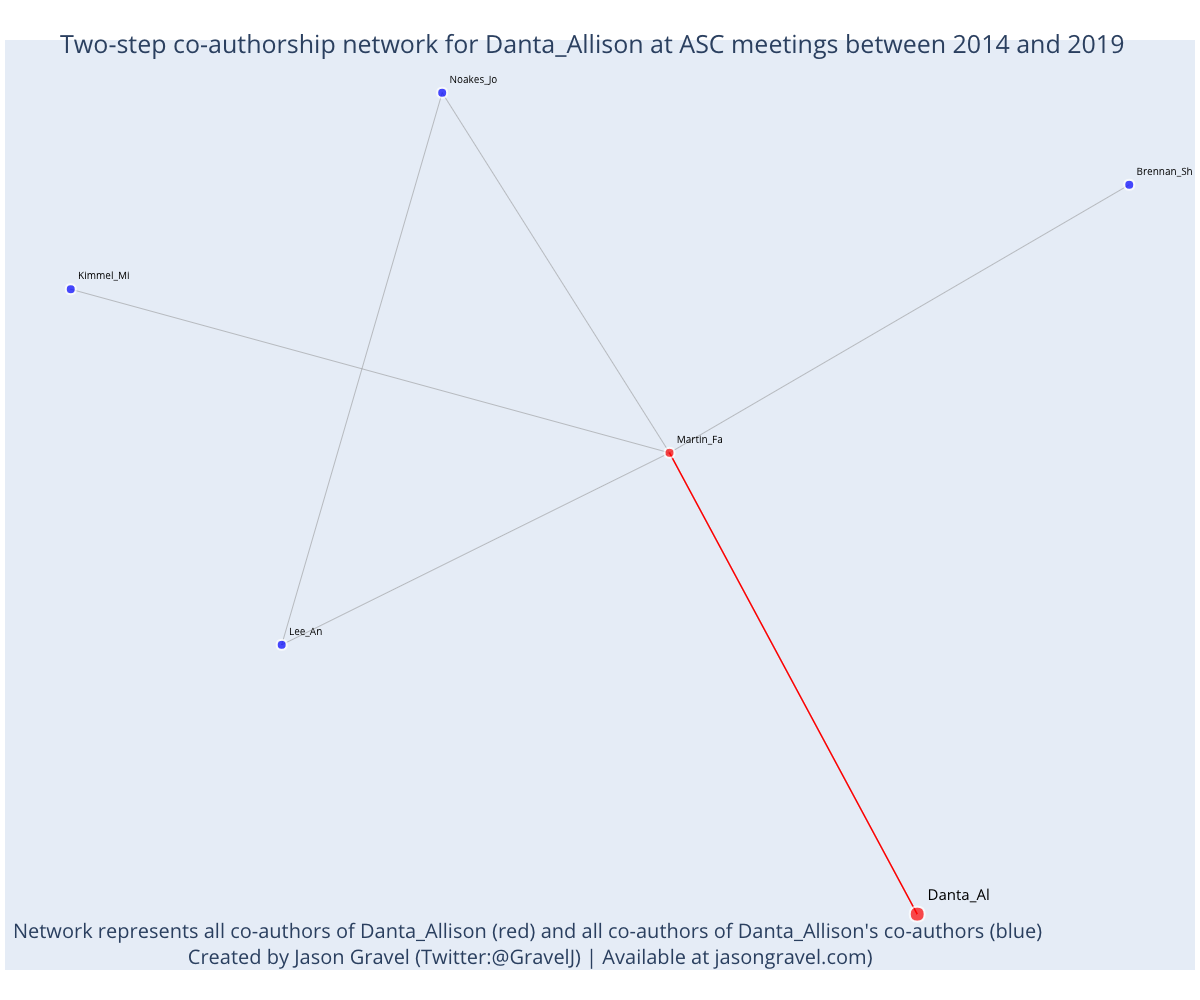 Two-step co-authorship network for Danta_Allison at ASC meetings between 2014 and 2019
Noakes_Jo
Brennan_Sh
Kimmel_Mi
Martin_Fa
Lee_An
Danta_Al
Network represents all co-authors of Danta_Allison (red) and all co-authors of Danta_Allison's co-authors (blue)
Created by Jason Gravel (Twitter:@GravelJ) | Available at jasongravel.com)